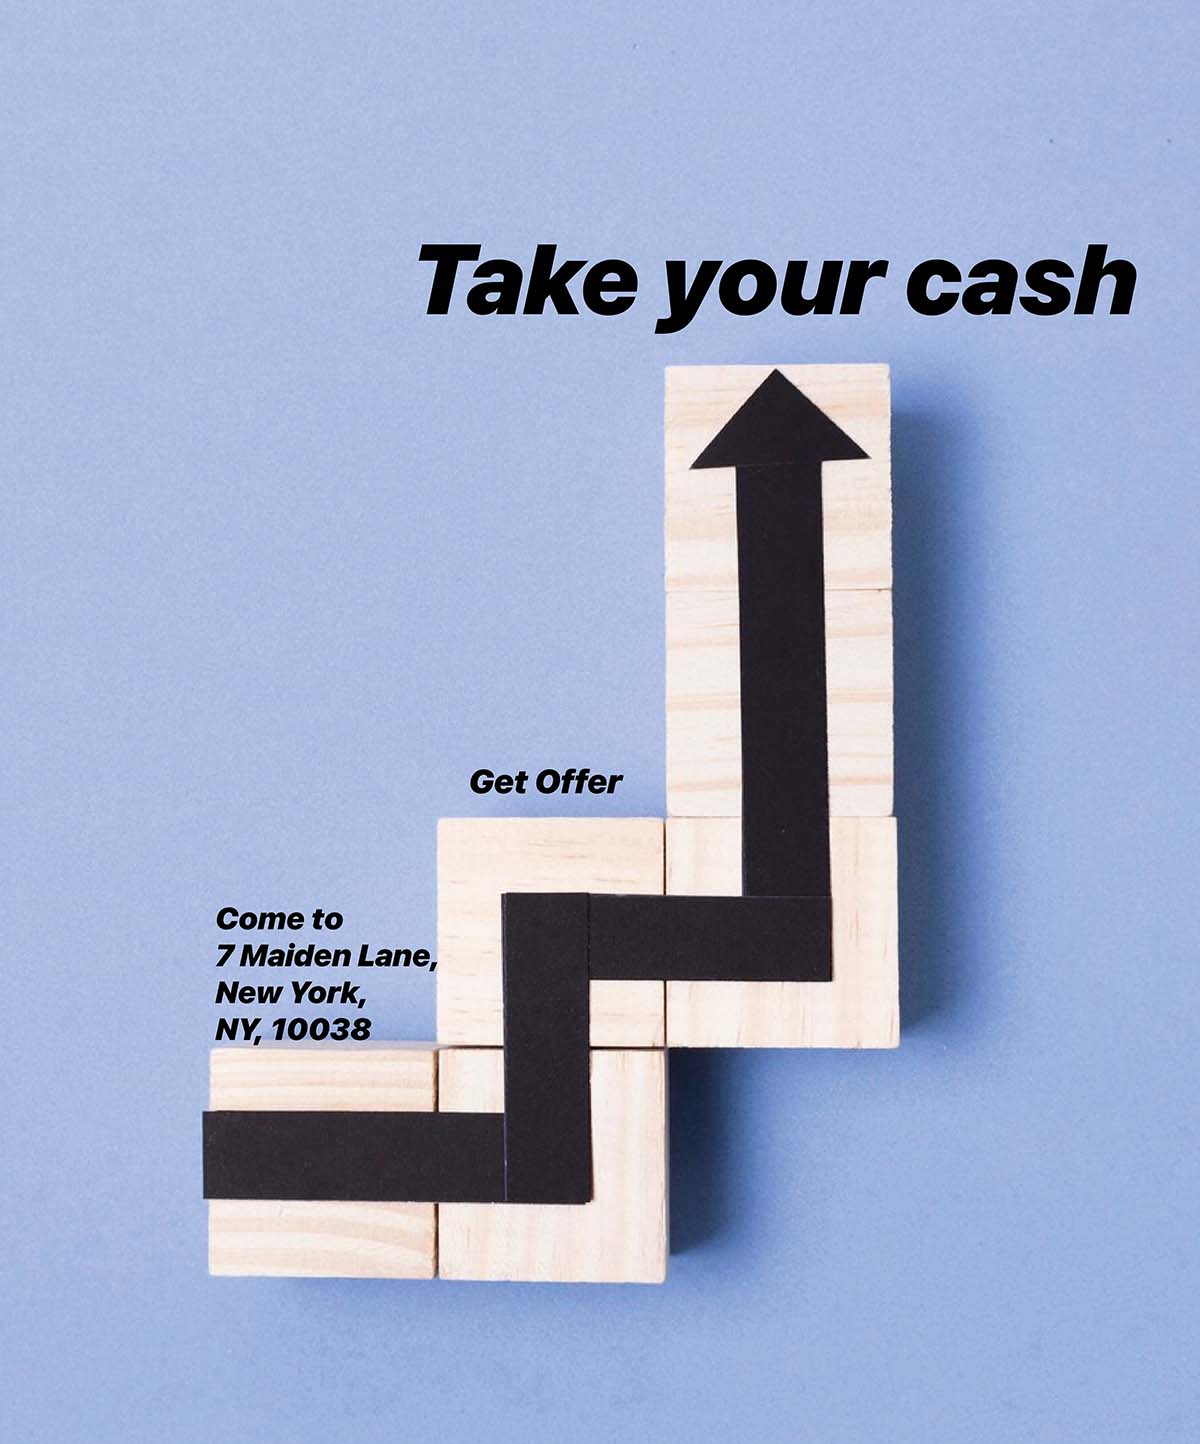 Take your cash
Get Offer
Come to
7 Maiden Lane,
New York,
NY, 10038